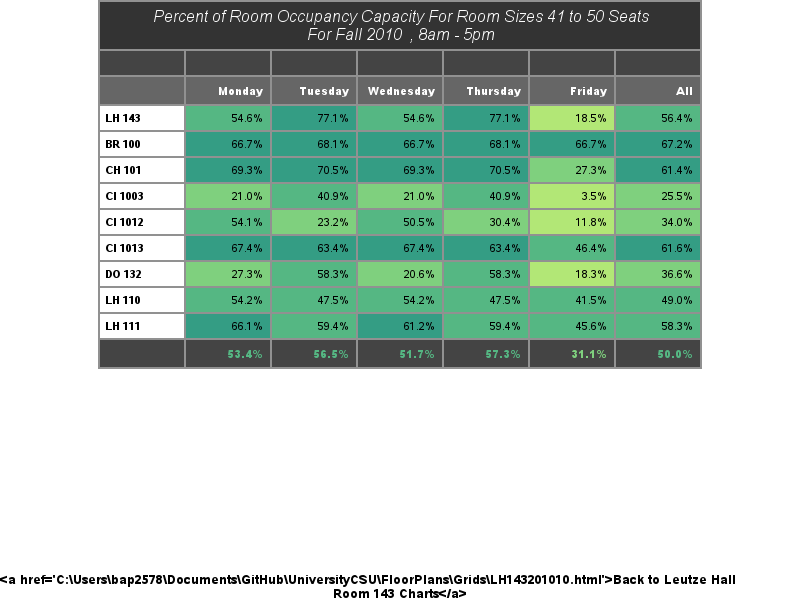 Percent of Room Occupancy Capacity For Room Sizes 41 to 50 Seats
For Fall 2010 , 8am - 5pm
Monday Tuesday Wednesday Thursday Friday All
LH 143 54.6% 77.1% 54.6% 77.1% 18.5% 56.4%
BR 100 66.7% 68.1% 66.7% 68.1% 66.7% 67.2%
CH 101 69.3% 70.5% 69.3% 70.5% 27.3% 61.4%
CI 1003 21.0% 40.9% 21.0% 40.9% 3.5% 25.5%
CI 1012 54.1% 23.2% 50.5% 30.4% 11.8% 34.0%
CI 1013 67.4% 63.4% 67.4% 63.4% 46.4% 61.6%
DO 132 27.3% 58.3% 20.6% 58.3% 18.3% 36.6%
LH 110 54.2% 47.5% 54.2% 47.5% 41.5% 49.0%
LH 111 66.1% 59.4% 61.2% 59.4% 45.6% 58.3%
53.4% 56.5% 51.7% 57.3% 31.1% 50.0%
<a href='C:\Users\bap2578\Documents\GitHub\UniversityCSU\FloorPlans\Grids\LH143201010.html'>Back to Leutze Hall
Room 143 Charts</a>